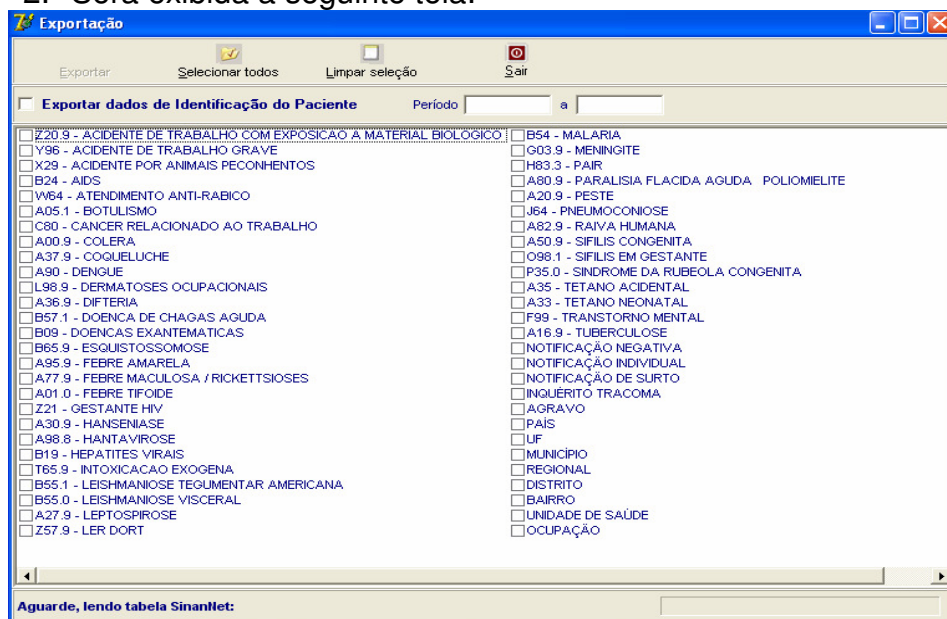 2. Será exibida a seguinte tela:
Exportação
Exportar
Selecionar todos
Limpar seleção
Sair
Exportar dados de Identificação do Paciente
Período
a
Z20.9 - ACIDENTE DE TRABALHO COM EXPOSICAO A MATERIAL BIOLOGICO
Y96 - ACIDENTE DE TRABALHO GRAVE
X29 - ACIDENTE POR ANIMAIS PECONHENTOS
B24 - AIDS
W64 - ATENDIMENTO ANTI-RABICO
A05.1 - BOTULISMO
C80 - CANCER RELACIONADO AO TRABALHO
A00.9 - COLERA
A37.9 - COQUELUCHE
A90 - DENGUE
L98.9 - DERMATOSES OCUPACIONAIS
A36.9 - DIFTERIA
B57.1 - DOENCA DE CHAGAS AGUDA
B09 - DOENCAS EXANTEMATICAS
B65.9 - ESQUISTOSSOMOSE
A95.9 - FEBRE AMARELA
A77.9 - FEBRE MACULOSA / RICKETTSIOSES
A01.0 - FEBRE TIFOIDE
Z21 - GESTANTE HIV
A30.9 - HANSENIASE
A98.8 - HANTAVIROSE
B19 - HEPATITES VIRAIS
T65.9 - INTOXICACAO EXOGENA
B55.1 - LEISHMANIOSE TEGUMENTAR AMERICANA
B55.0 - LEISHMANIOSE VISCERAL
A27.9 - LEPTOSPIROSE
Z57.9 - LER DORT
B54 - MALARIA
G03.9 - MENINGITE
H83.3 - PAIR
A80.9 - PARALISIA FLACIDA AGUDA POLIOMIELITE
A20.9 - PESTE
J64 - PNEUMOCONIOSE
A82.9 - RAIVA HUMANA
A50.9 - SIFILIS CONGENITA
O98.1 - SIFILIS EM GESTANTE
P35.0 - SINDROME DA RUBEOLA CONGENITA
A35 - TETANO ACIDENTAL
A33 - TETANO NEONATAL
F99 - TRANSTORNO MENTAL
A16.9 - TUBERCULOSE
NOTIFICAÇÃO NEGATIVA
NOTIFICAÇÃO INDIVIDUAL
NOTIFICAÇÃO DE SURTO
INQUÉRITO TRACOMA
AGRAVO
PAÍS
UF
MUNICÍPIO
REGIONAL
DISTRITO
BAIRRO
UNIDADE DE SAÚDE
OCUPAÇÃO
Aguarde, lendo tabela SinanNet: